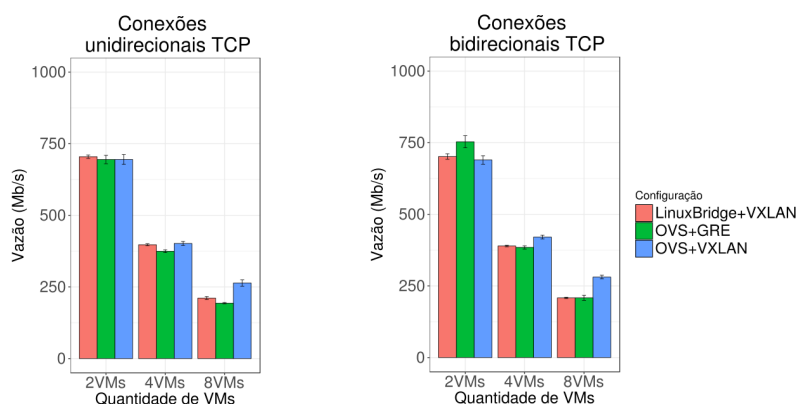 Conexões
unidirecionais TCP
1000
750
500
250
0
Vazão (Mb/s)
2VMs 4VMs 8VMs
Quantidade de VMs
Conexões
bidirecionais TCP
1000
750
500
250
0
Vazão (Mb/s)
2VMs 4VMs 8VMs
Quantidade de VMs
Configuração
LinuxBridge+VXLAN
OVS+GRE
OVS+VXLAN